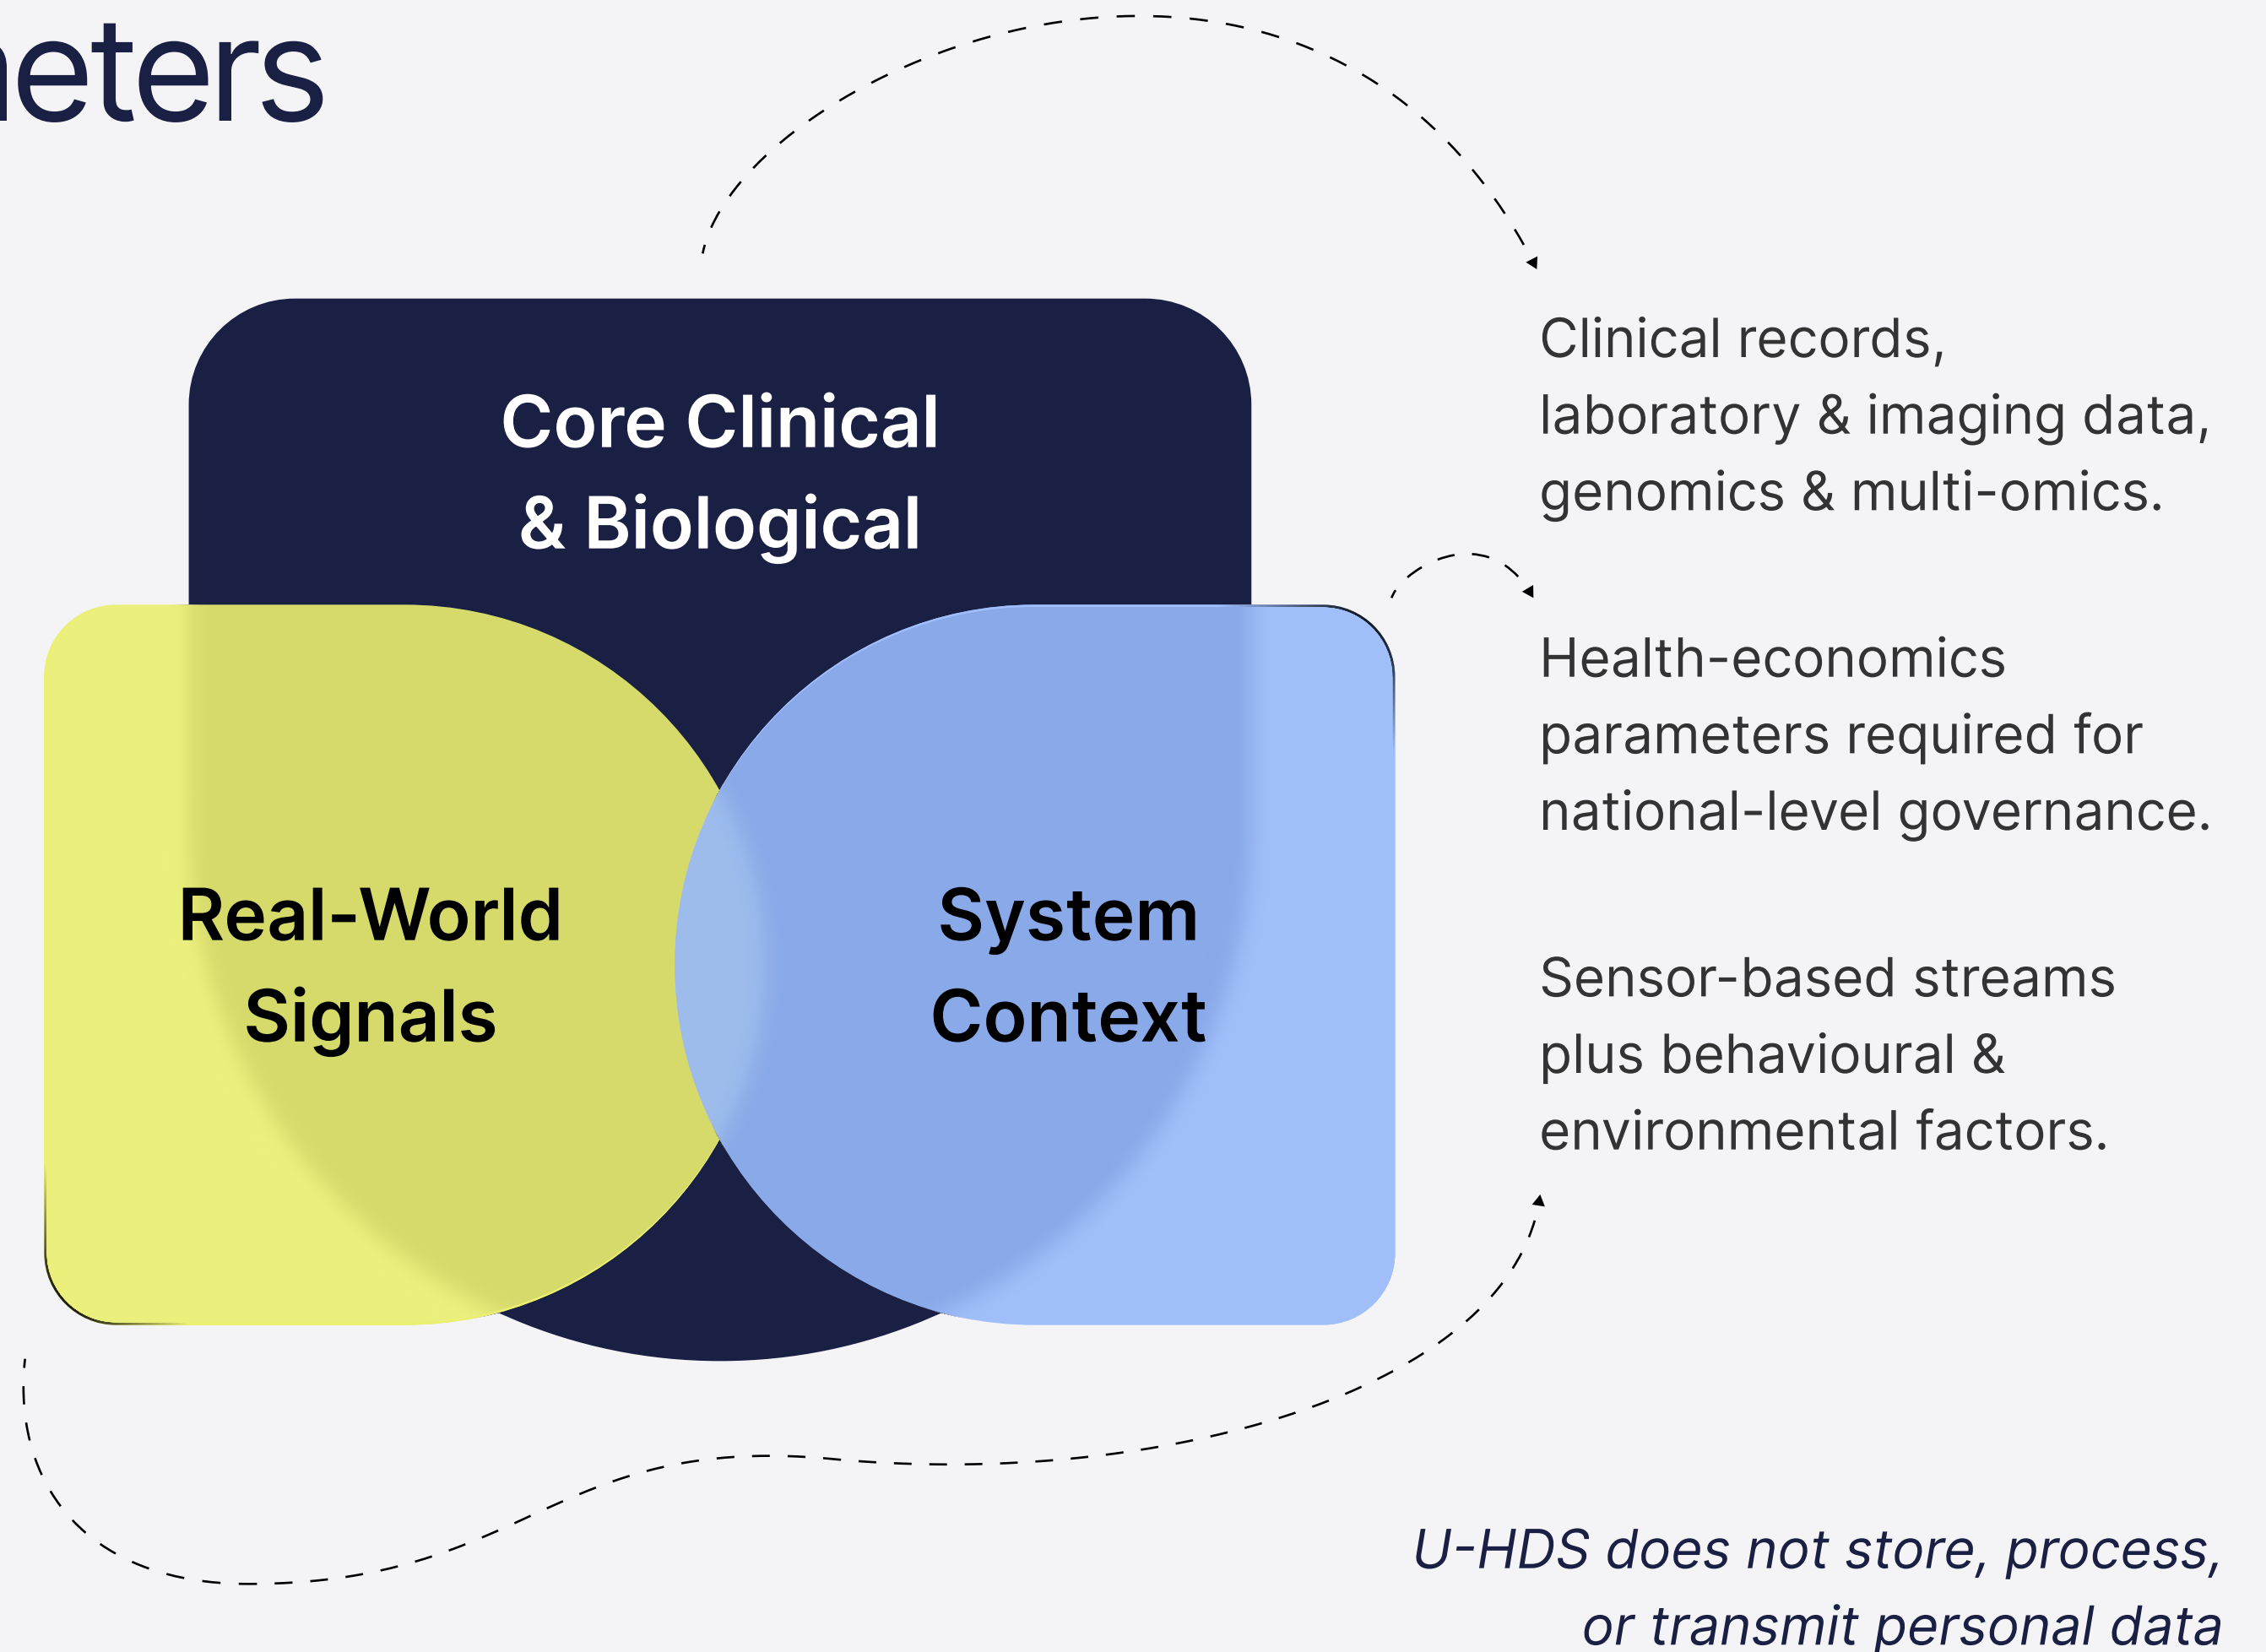 eters
Core Clinical
& Biological
Real-World
Signals
System
Context
Clinical records,
laboratory & imaging data,
genomics & multi-omics.
Health-economics
parameters required for
national-level governance.
Sensor-based streams
plus behavioural &
environmental factors.
U-HDS does not store, process,
or transmit personal data